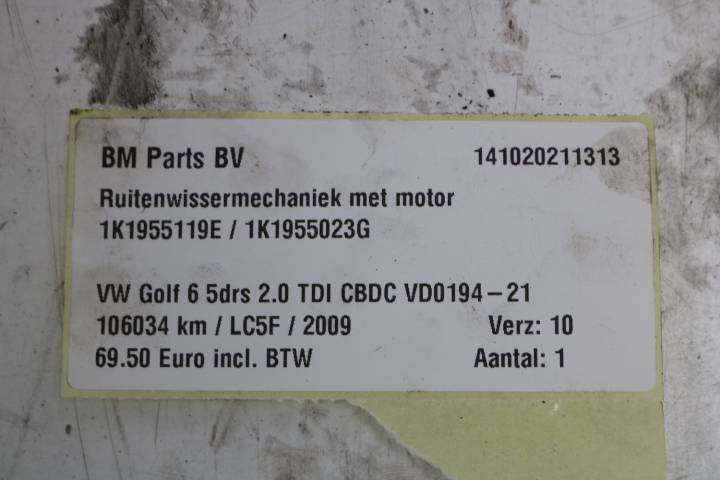 BM Parts BV 141020211313
Ruitenwissermechaniek met motor
1K1955119E / 1K1955023G
VW Golf 6 5drs 2.0 TDI CBDC VD0194-21
106034 km / LC5F / 2009 Verz: 10
69.50 Euro incl. BTW Aantal: 1